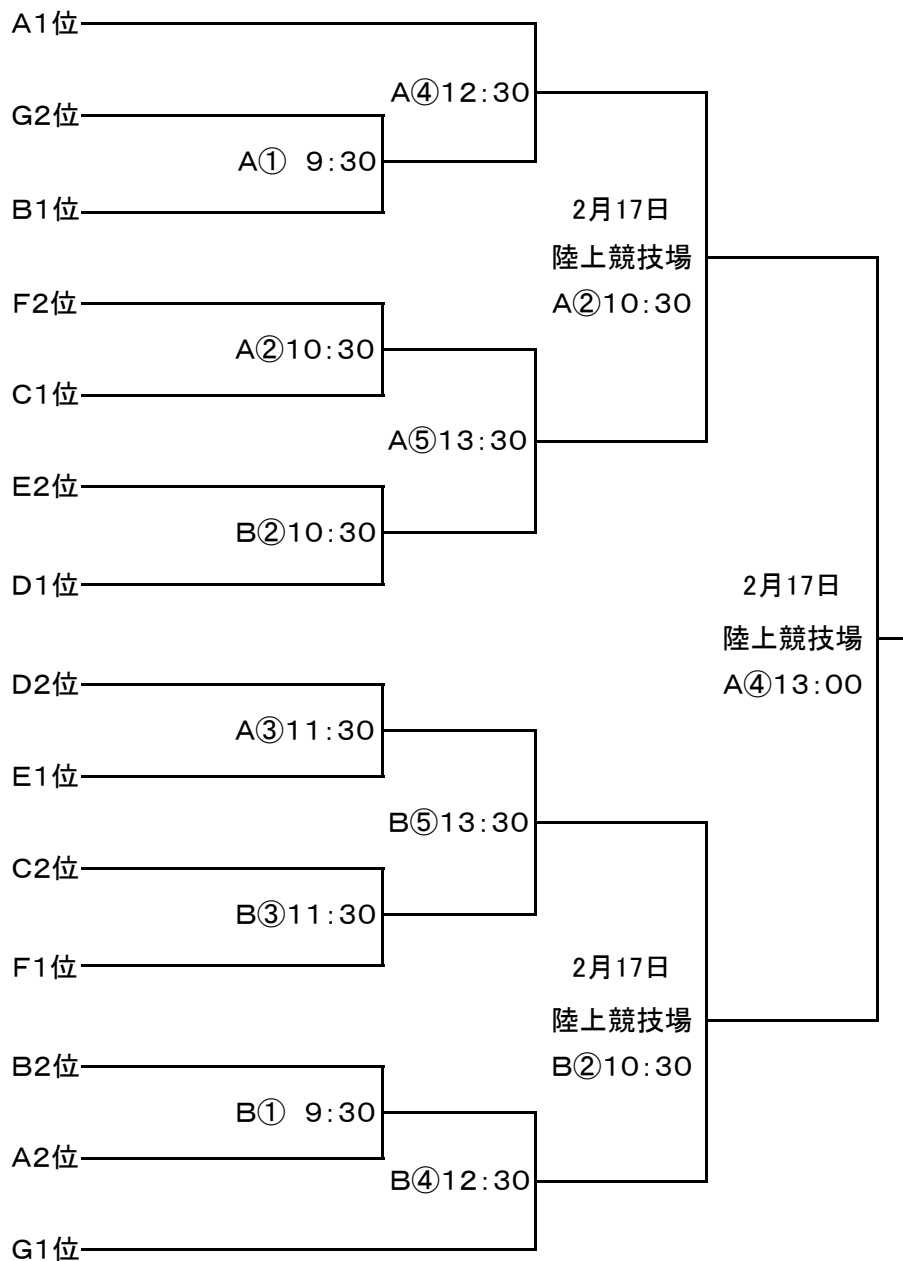 A1位
A④12:30
G2位
A① 9:30
B1位
2月17日
陸上競技場
A②10:30
F2位
A②10:30
C1位
A⑤13:30
E2位
B②10:30
D1位
2月17日
陸上競技場
A④13:00
D2位
A③11:30
E1位
B⑤13:30
C2位
B③11:30
F1位
2月17日
陸上競技場
B②10:30
B2位
B① 9:30
A2位
B④12:30
G1位